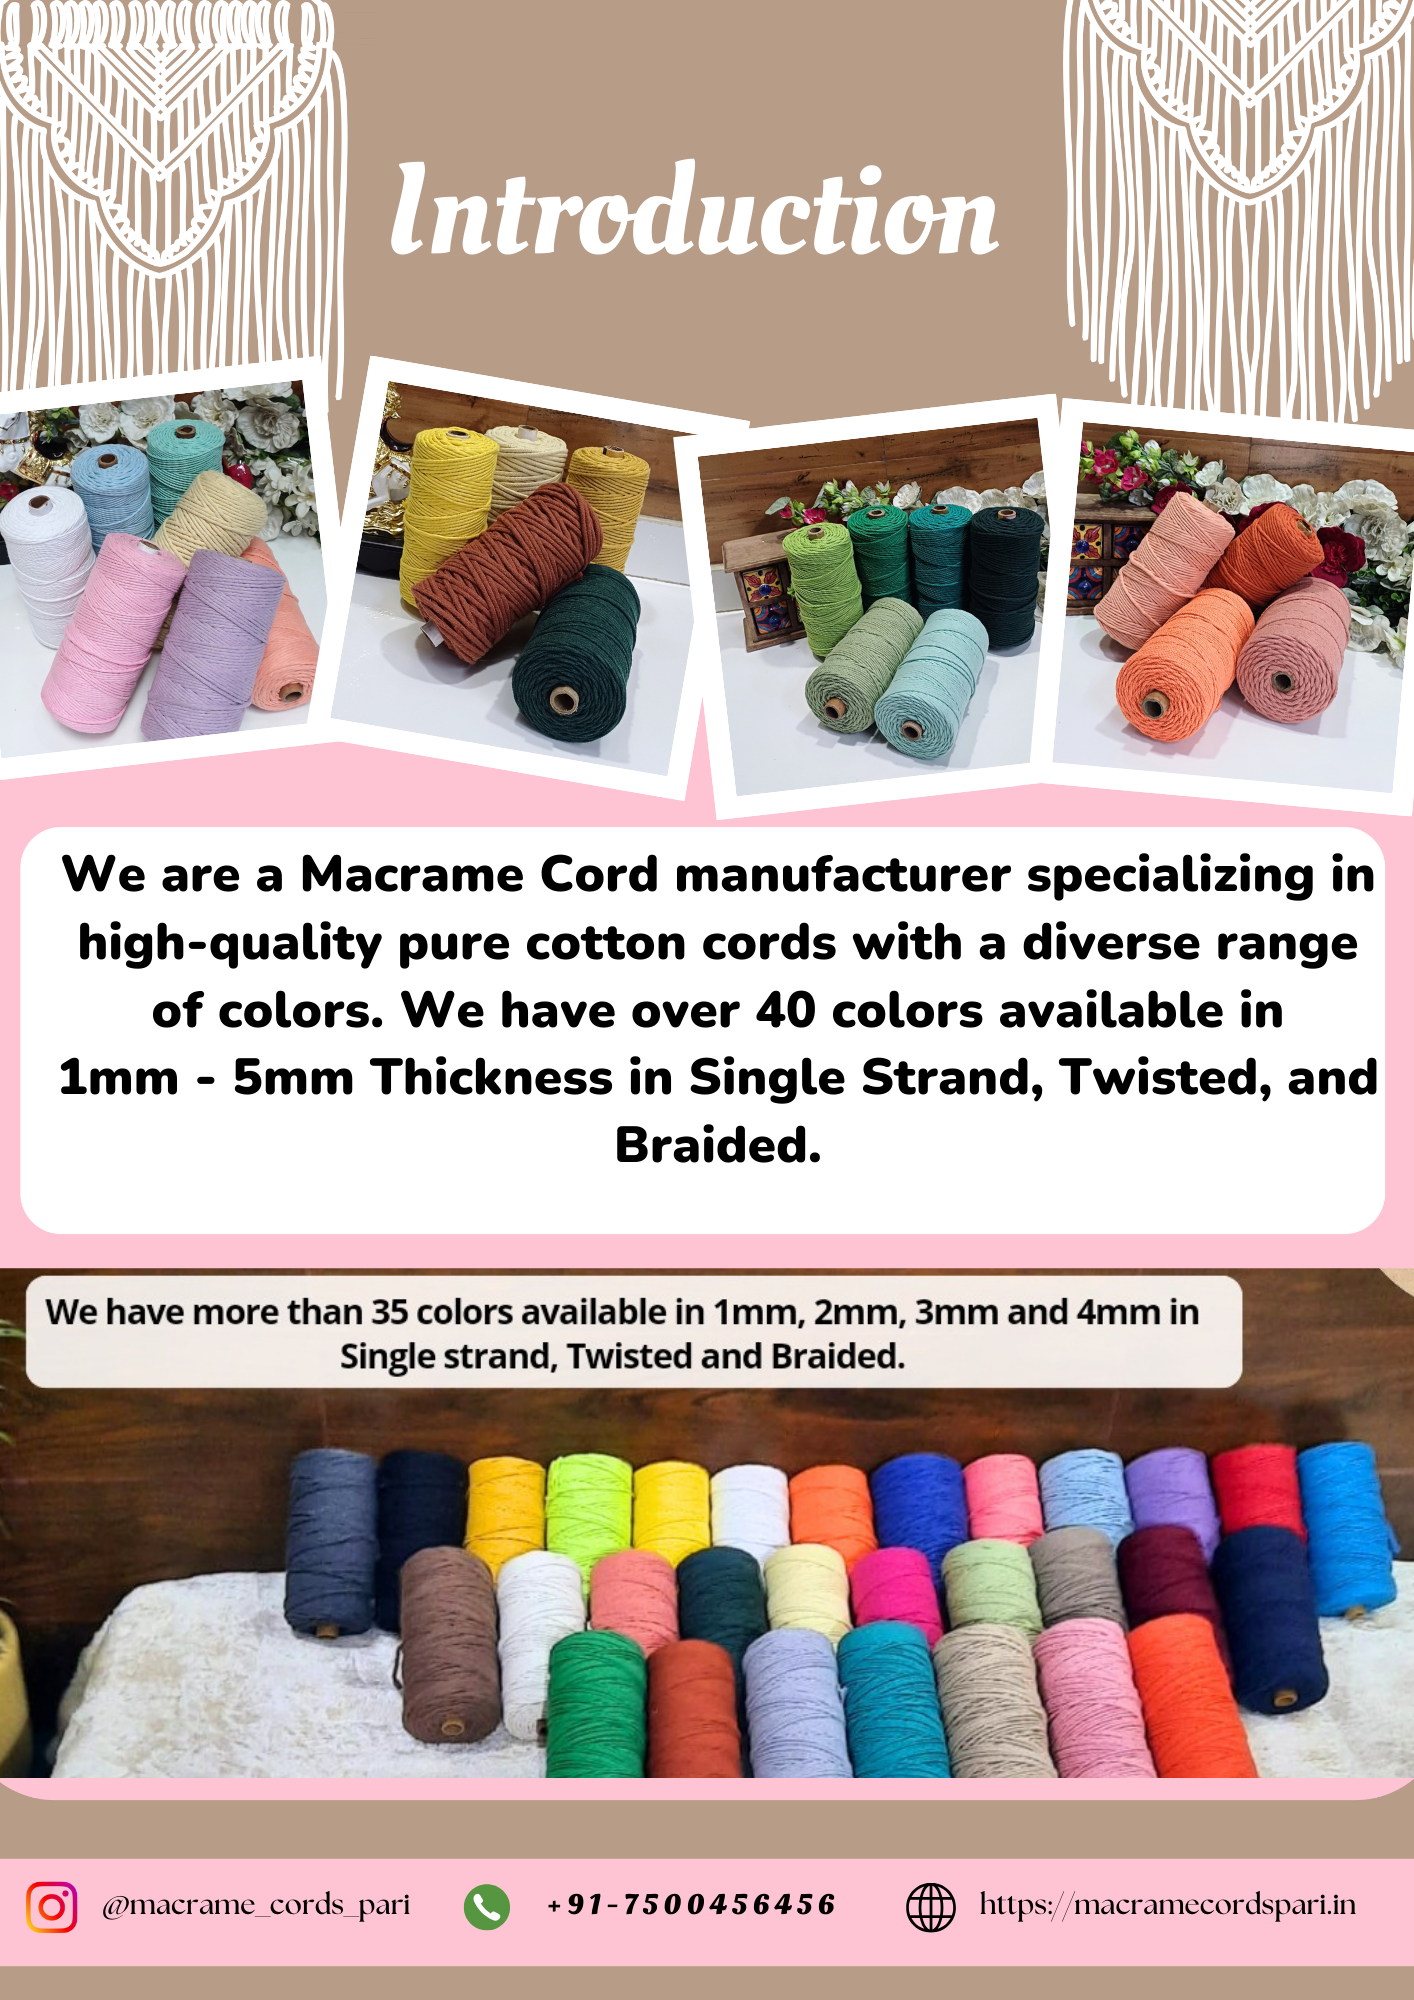 Introduction
We are a Macrame Cord manufacturer specializing in
high-quality pure cotton cords with a diverse range
of colors. We have over 40 colors available in
1mm - 5mm Thickness in Single Strand, Twisted, and
Braided.
We have more than 35 colors available in 1mm, 2mm, 3mm and 4mm in
Single strand, Twisted and Braided.
@macrame_cords_pari
+91-7500456456
https://macramecordspari.in